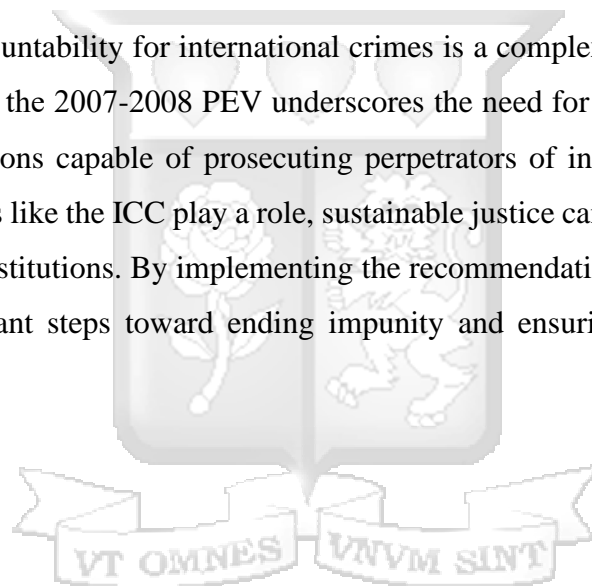 untability for international crimes is a comple
the 2007-2008 PEV underscores the need for
ons capable of prosecuting perpetrators of in
s like the ICC play a role, sustainable justice ca
stitutions. By implementing the recommendati
ant steps toward ending impunity and ensuri
VT OMNES VNVM SINT